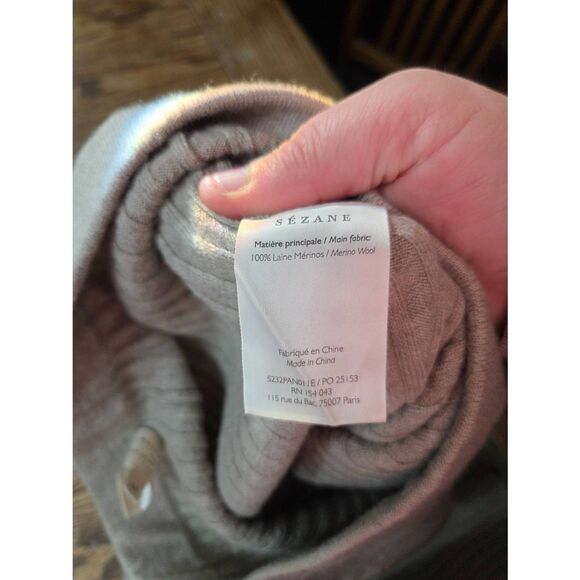 SÉZANE
Matière principale / Main fabric:
100% Laine Mérinos / Merino Wool
Fabriqué en Chine
Made in China
S232PAN01 | E / PO 25153
RN 154 043
115 rue du Bac, 75007 Paris